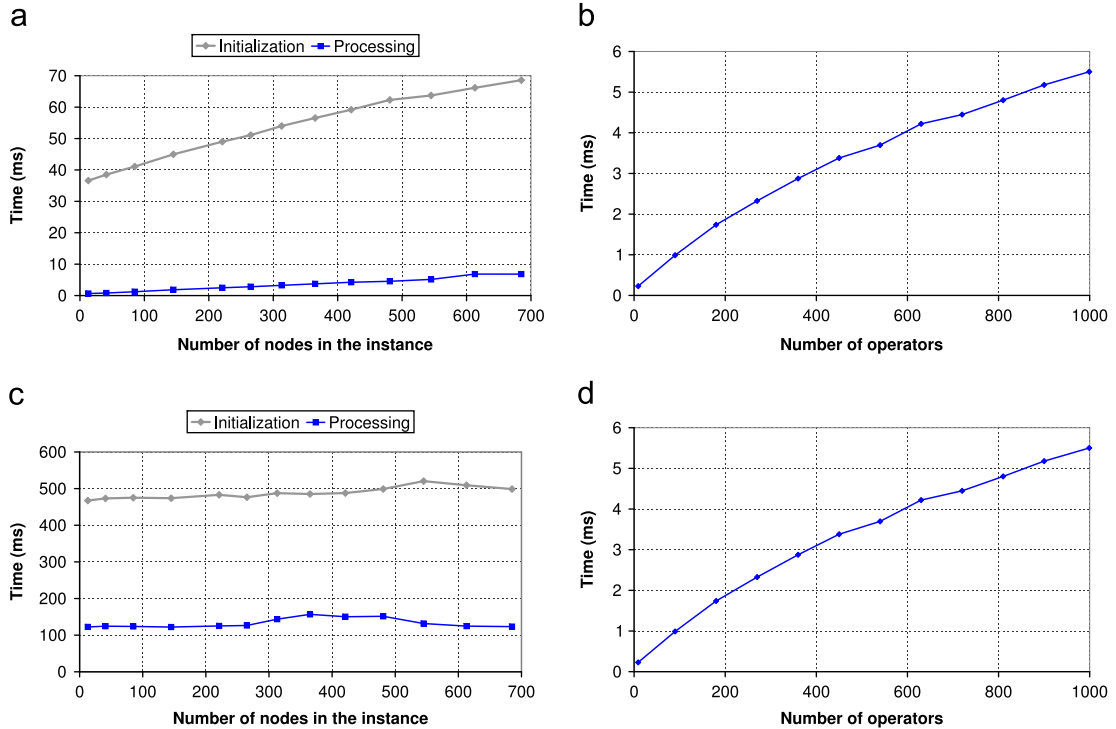 a
Initialization Processing
70
60
50
40
30
20
10
0
Time (ms)
0 100 200 300 400 500 600 700
Number of nodes in the instance
b
6
5
4
3
2
1
0
Time (ms)
0 200 400 600 800 1000
Number of operators
c
Initialization Processing
600
500
400
300
200
100
0
Time (ms)
0 100 200 300 400 500 600 700
Number of nodes in the instance
d
6
5
4
3
2
1
0
Time (ms)
0 200 400 600 800 1000
Number of operators